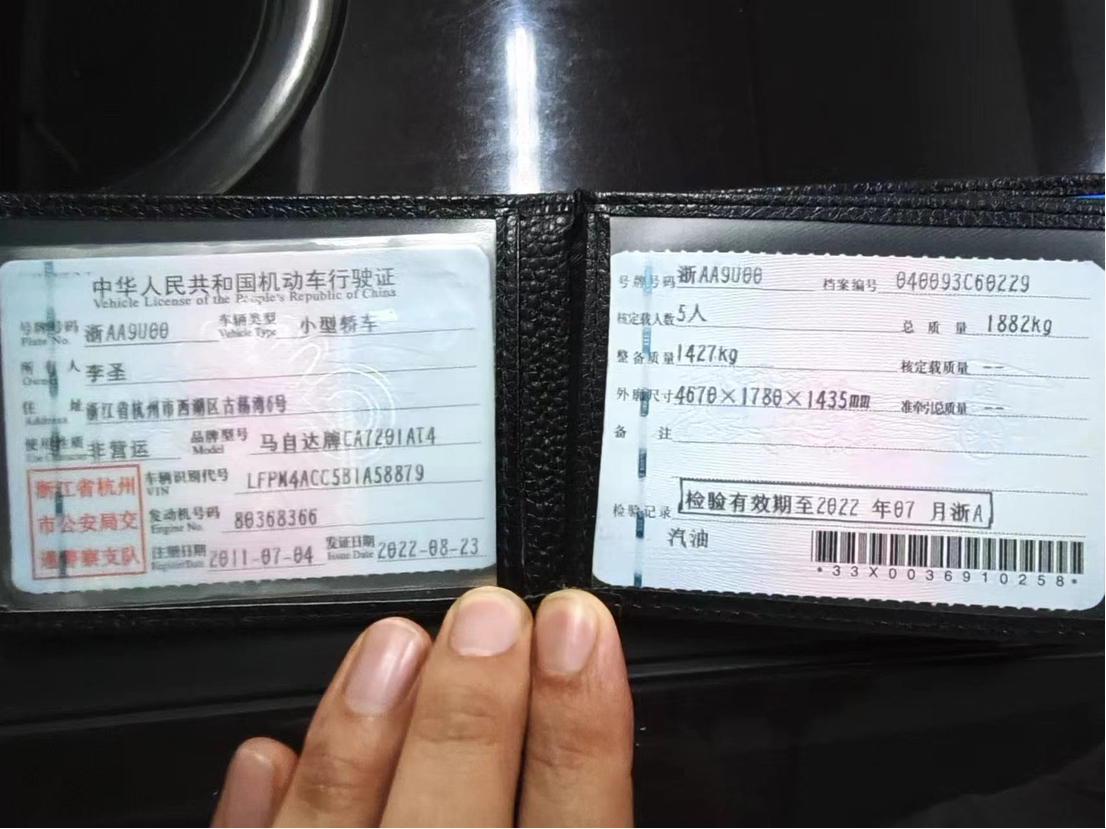 中华人民共和国机动车行驶证
Vehicle License of the People's Republic of China
号牌号码 浙AA9U00 车辆类型 小型轿车
Plate No. Vehicle Type
所有人 李圣
Owner
住址 浙江省杭州市西湖区古荡湾6号
Address
使用性质 非营运 品牌型号 马自达牌CA7201AT4
Model
浙江省杭州 车辆识别代号 LFPM4ACC5B1A58879
VIN
市公安局交 发动机号码 80368366
Engine No.
通警察支队 注册日期 2011-07-04 发证日期 2022-08-23
Register Date Issue Date
号牌号码 浙AA9U00 档案编号 040093C60229
核定载人数 5人 总质量 1882kg
整备质量 1427kg 核定载质量 --
外廓尺寸 4670×1780×1435mm 准牵引总质量 --
备注
检验记录 检验有效期至2022年07月浙A
汽油
*33X0036910258*